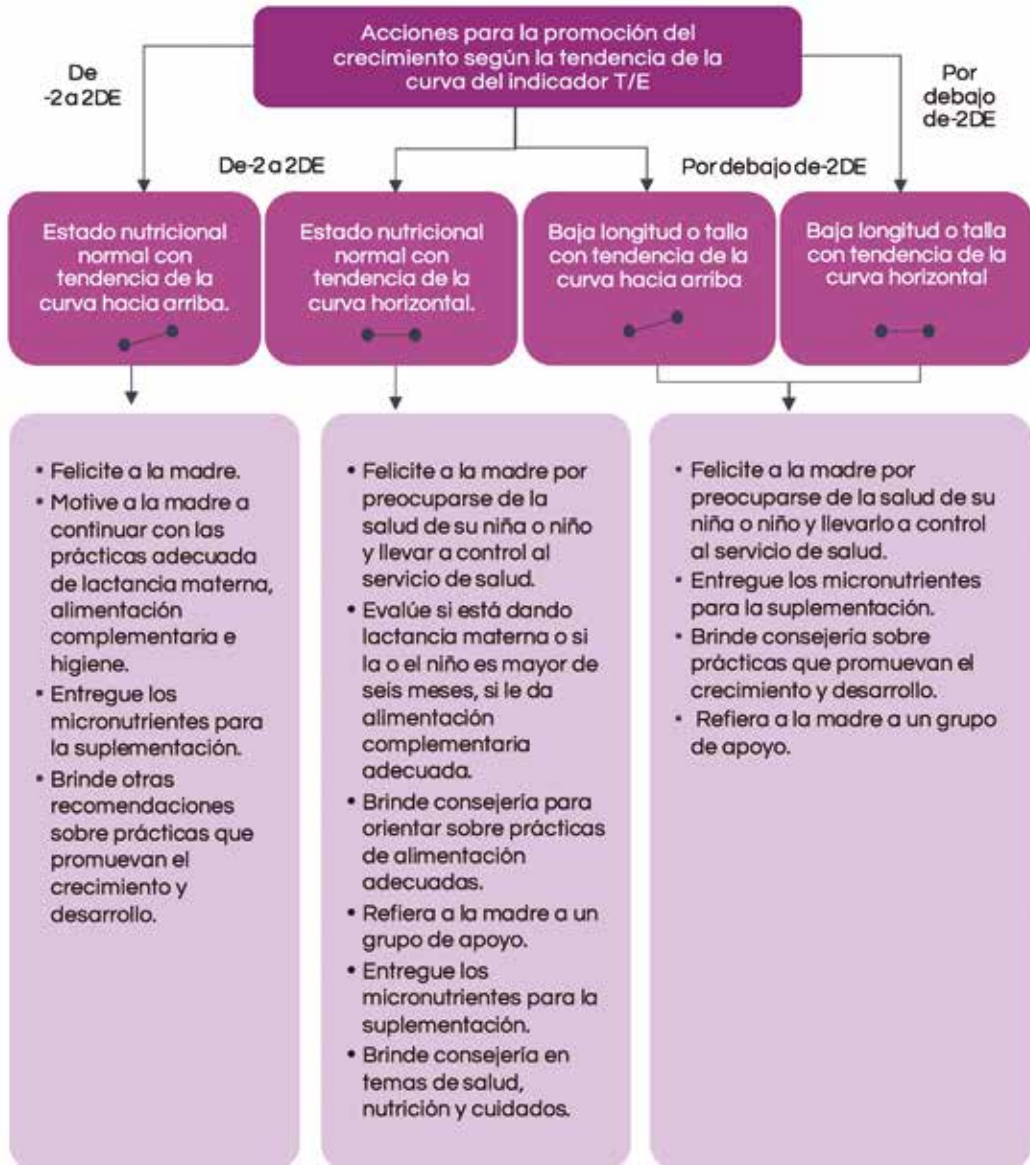 Acciones para la promoción del
crecimiento según la tendencia de la
curva del indicador T/E
De
-2 a 2DE
De-2 a 2DE
Por debajo de-2DE
Por
debajo
de-2DE
Estado nutricional
normal con
tendencia de la
curva hacia arriba.
Estado nutricional
normal con
tendencia de la
curva horizontal.
Baja longitud o talla
con tendencia de la
curva hacia arriba
Baja longitud o talla
con tendencia de la
curva horizontal
• Felicite a la madre.
• Motive a la madre a
continuar con las
prácticas adecuada
de lactancia materna,
alimentación
complementaria e
higiene.
• Entregue los
micronutrientes para
la suplementación.
• Brinde otras
recomendaciones
sobre prácticas que
promuevan el
crecimiento y
desarrollo.
• Felicite a la madre por
preocuparse de la
salud de su niña o niño
y llevar a control al
servicio de salud.
• Evalúe si está dando
lactancia materna o si
la o el niño es mayor de
seis meses, si le da
alimentación
complementaria
adecuada.
• Brinde consejería para
orientar sobre prácticas
de alimentación
adecuadas.
• Refiera a la madre a un
grupo de apoyo.
• Entregue los
micronutrientes para la
suplementación.
• Brinde consejería en
temas de salud,
nutrición y cuidados.
• Felicite a la madre por
preocuparse de la salud de su
niña o niño y llevarlo a control
al servicio de salud.
• Entregue los micronutrientes
para la suplementación.
• Brinde consejería sobre
prácticas que promuevan el
crecimiento y desarrollo.
• Refiera a la madre a un grupo
de apoyo.